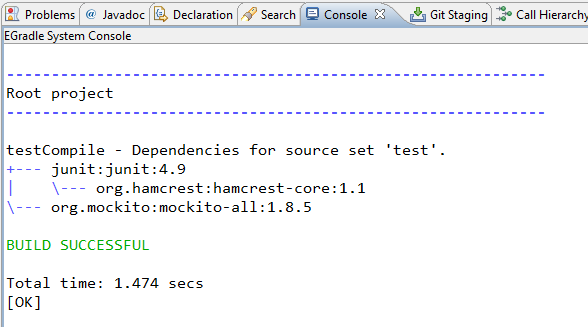 Problems @ Javadoc Declaration Search Console Git Staging Call Hierarchy
EGradle System Console
------------------------------------------------------------
Root project
------------------------------------------------------------
testCompile - Dependencies for source set 'test'.
+--- junit:junit:4.9
|    \--- org.hamcrest:hamcrest-core:1.1
\--- org.mockito:mockito-all:1.8.5
BUILD SUCCESSFUL
Total time: 1.474 secs
[OK]